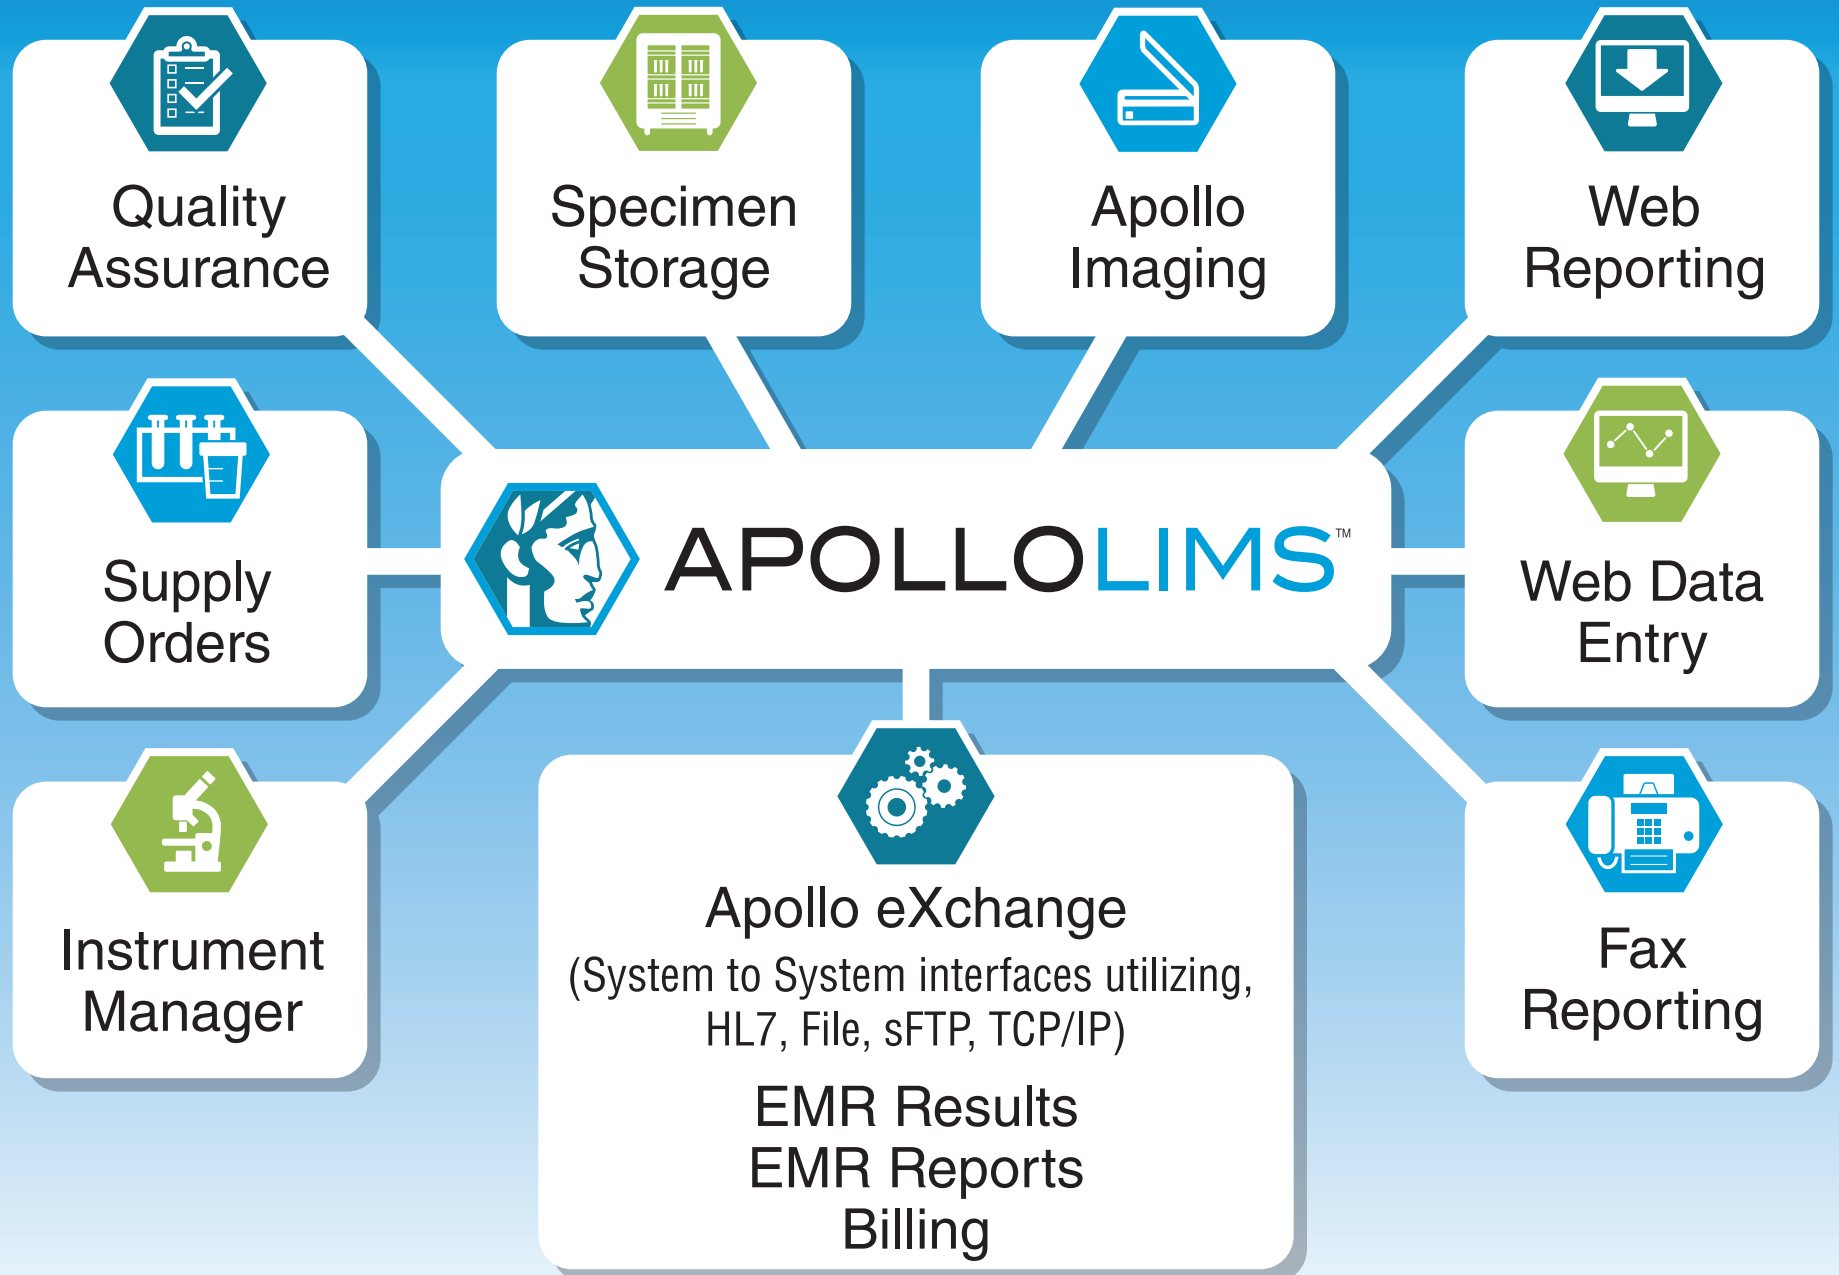 Quality
Assurance
Specimen
Storage
Apollo
Imaging
Web
Reporting
Supply
Orders
APOLLOLIMS™
Web Data
Entry
Instrument
Manager
Apollo eXchange
(System to System interfaces utilizing,
HL7, File, sFTP, TCP/IP)
EMR Results
EMR Reports
Billing
Fax
Reporting